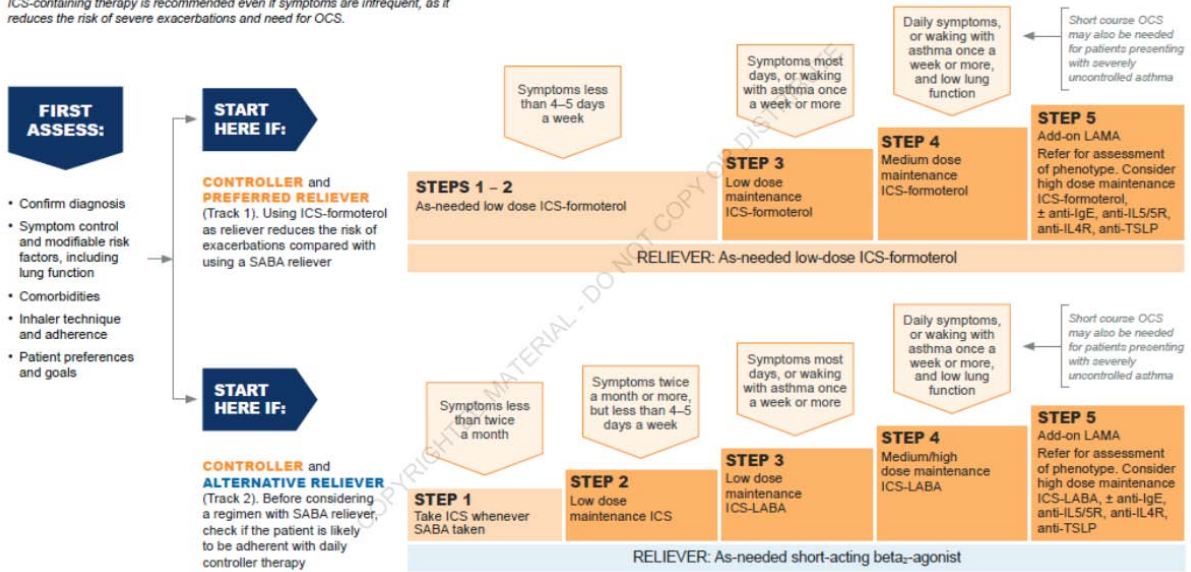 ICS-containing therapy is recommended even if symptoms are infrequent, as it
reduces the risk of severe exacerbations and need for OCS.
FIRST
ASSESS:
• Confirm diagnosis
• Symptom control
and modifiable risk
factors, including
lung function
• Comorbidities
• Inhaler technique
and adherence
• Patient preferences
and goals
START
HERE IF:
CONTROLLER and
PREFERRED RELIEVER
(Track 1). Using ICS-formoterol
as reliever reduces the risk of
exacerbations compared with
using a SABA reliever
Symptoms less
than 4–5 days
a week
Symptoms most
days, or waking
with asthma once
a week or more
Daily symptoms,
or waking with
asthma once a
week or more,
and low lung
function
Short course OCS
may also be needed
for patients presenting
with severely
uncontrolled asthma
STEPS 1 – 2
As-needed low dose ICS-formoterol
STEP 3
Low dose
maintenance
ICS-formoterol
STEP 4
Medium dose
maintenance
ICS-formoterol
STEP 5
Add-on LAMA
Refer for assessment
of phenotype. Consider
high dose maintenance
ICS-formoterol,
± anti-IgE, anti-IL5/5R,
anti-IL4R, anti-TSLP
RELIEVER: As-needed low-dose ICS-formoterol
START
HERE IF:
CONTROLLER and
ALTERNATIVE RELIEVER
(Track 2). Before considering
a regimen with SABA reliever,
check if the patient is likely
to be adherent with daily
controller therapy
Symptoms less
than twice
a month
Symptoms twice
a month or more,
but less than 4–5
days a week
Symptoms most
days, or waking
with asthma once
a week or more
Daily symptoms,
or waking with
asthma once a
week or more,
and low lung
function
Short course OCS
may also be needed
for patients presenting
with severely
uncontrolled asthma
STEP 1
Take ICS whenever
SABA taken
STEP 2
Low dose
maintenance ICS
STEP 3
Low dose
maintenance
ICS-LABA
STEP 4
Medium/high
dose maintenance
ICS-LABA
STEP 5
Add-on LAMA
Refer for assessment
of phenotype. Consider
high dose maintenance
ICS-LABA, ± anti-IgE,
anti-IL5/5R, anti-IL4R,
anti-TSLP
RELIEVER: As-needed short-acting beta₂-agonist
COPYRIGHTED MATERIAL - DO NOT COPY OR DISTRIBUTE